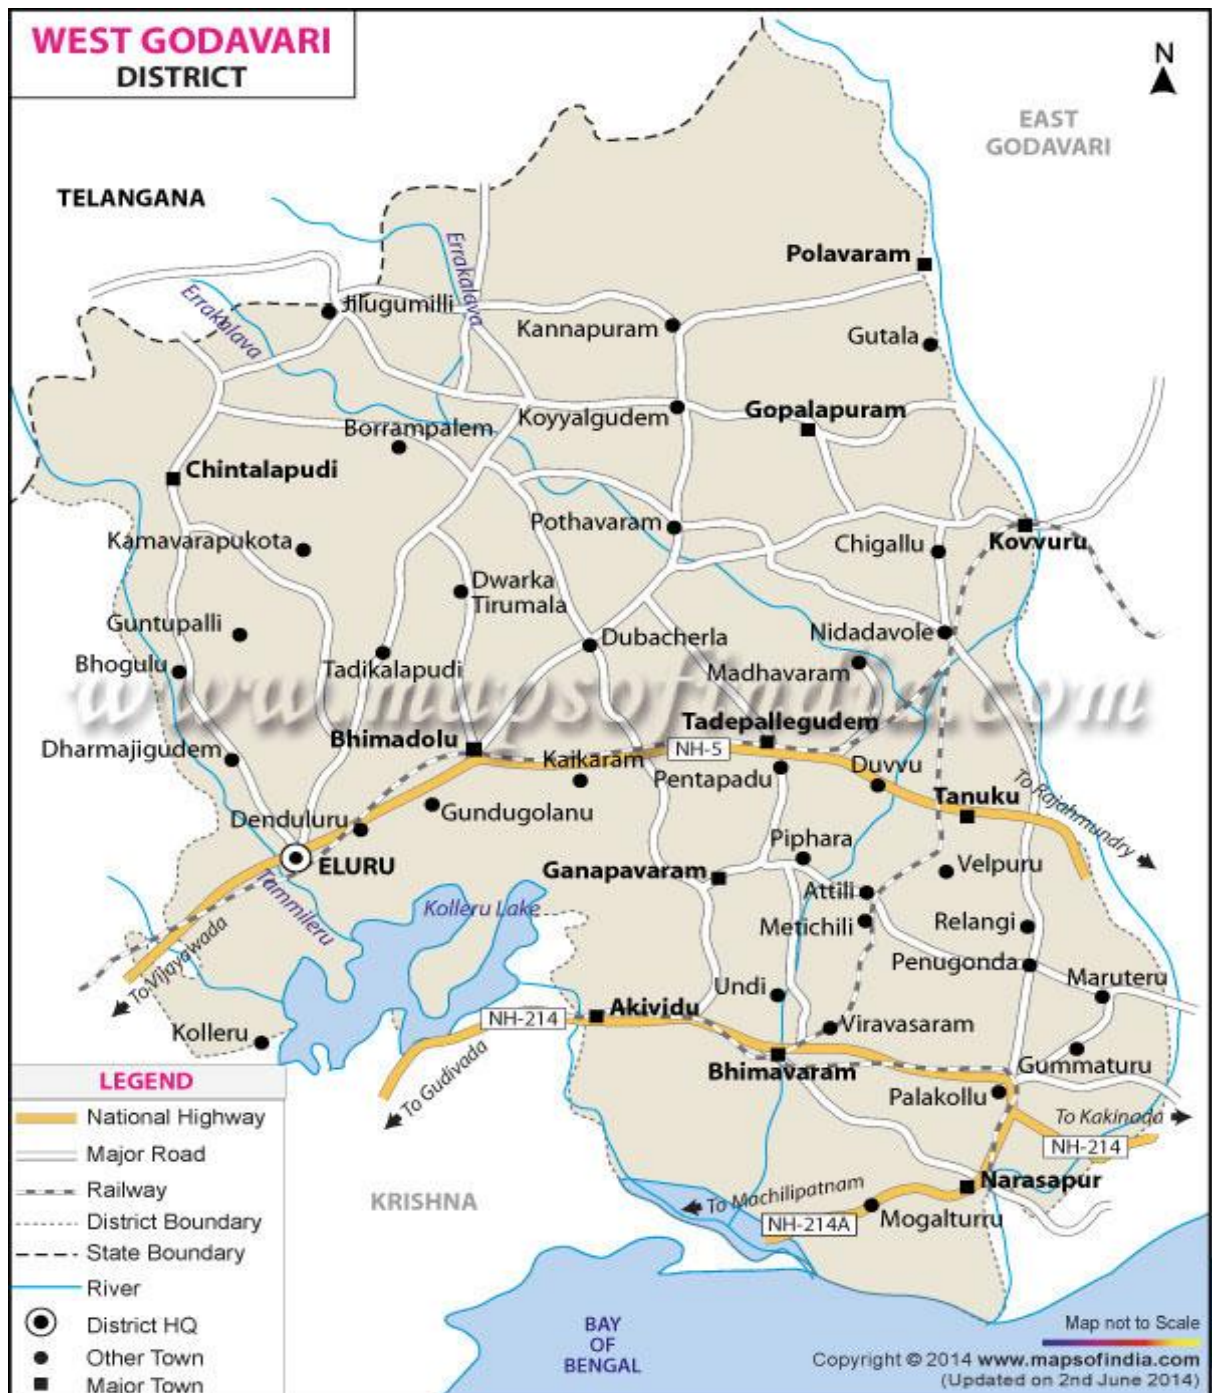 WEST GODAVARI
DISTRICT
N
EAST
GODAVARI
TELANGANA
Errakalava
Polavaram
Errakalava
Jilugumilli
Kannapuram
Gutala
Koyyalgudem
Gopalapuram
Borrampalem
Chintalapudi
Kamavarapukota
Pothavaram
Chigallu
Kovvuru
Dwarka
Tirumala
Guntupalli
Dubacherla
Nidadavole
Bhogulu
Tadikalapudi
Madhavaram
www.mapsofindia.com
Tadepallegudem
Bhimadolu
Dharmajigudem
Kaikaram
NH-5
Pentapadu
Duvvu
Tanuku
To Rajahmundry
Gundugolanu
Denduluru
ELURU
Piphara
Velpuru
Ganapavaram
Attili
Tammileru
Kolleru Lake
Metichili
Relangi
To Vijayawada
Penugonda
Maruteru
Undi
Akividu
NH-214
Viravasaram
Kolleru
Bhimavaram
Gummaturu
To Gudivada
Palakollu
To Kakinada
NH-214
LEGEND
National Highway
Major Road
Railway
District Boundary
State Boundary
River
District HQ
Other Town
Major Town
KRISHNA
Narasapur
To Machilipatnam
NH-214A
Mogalturru
BAY
OF
BENGAL
Map not to Scale
Copyright © 2014 www.mapsofindia.com
(Updated on 2nd June 2014)